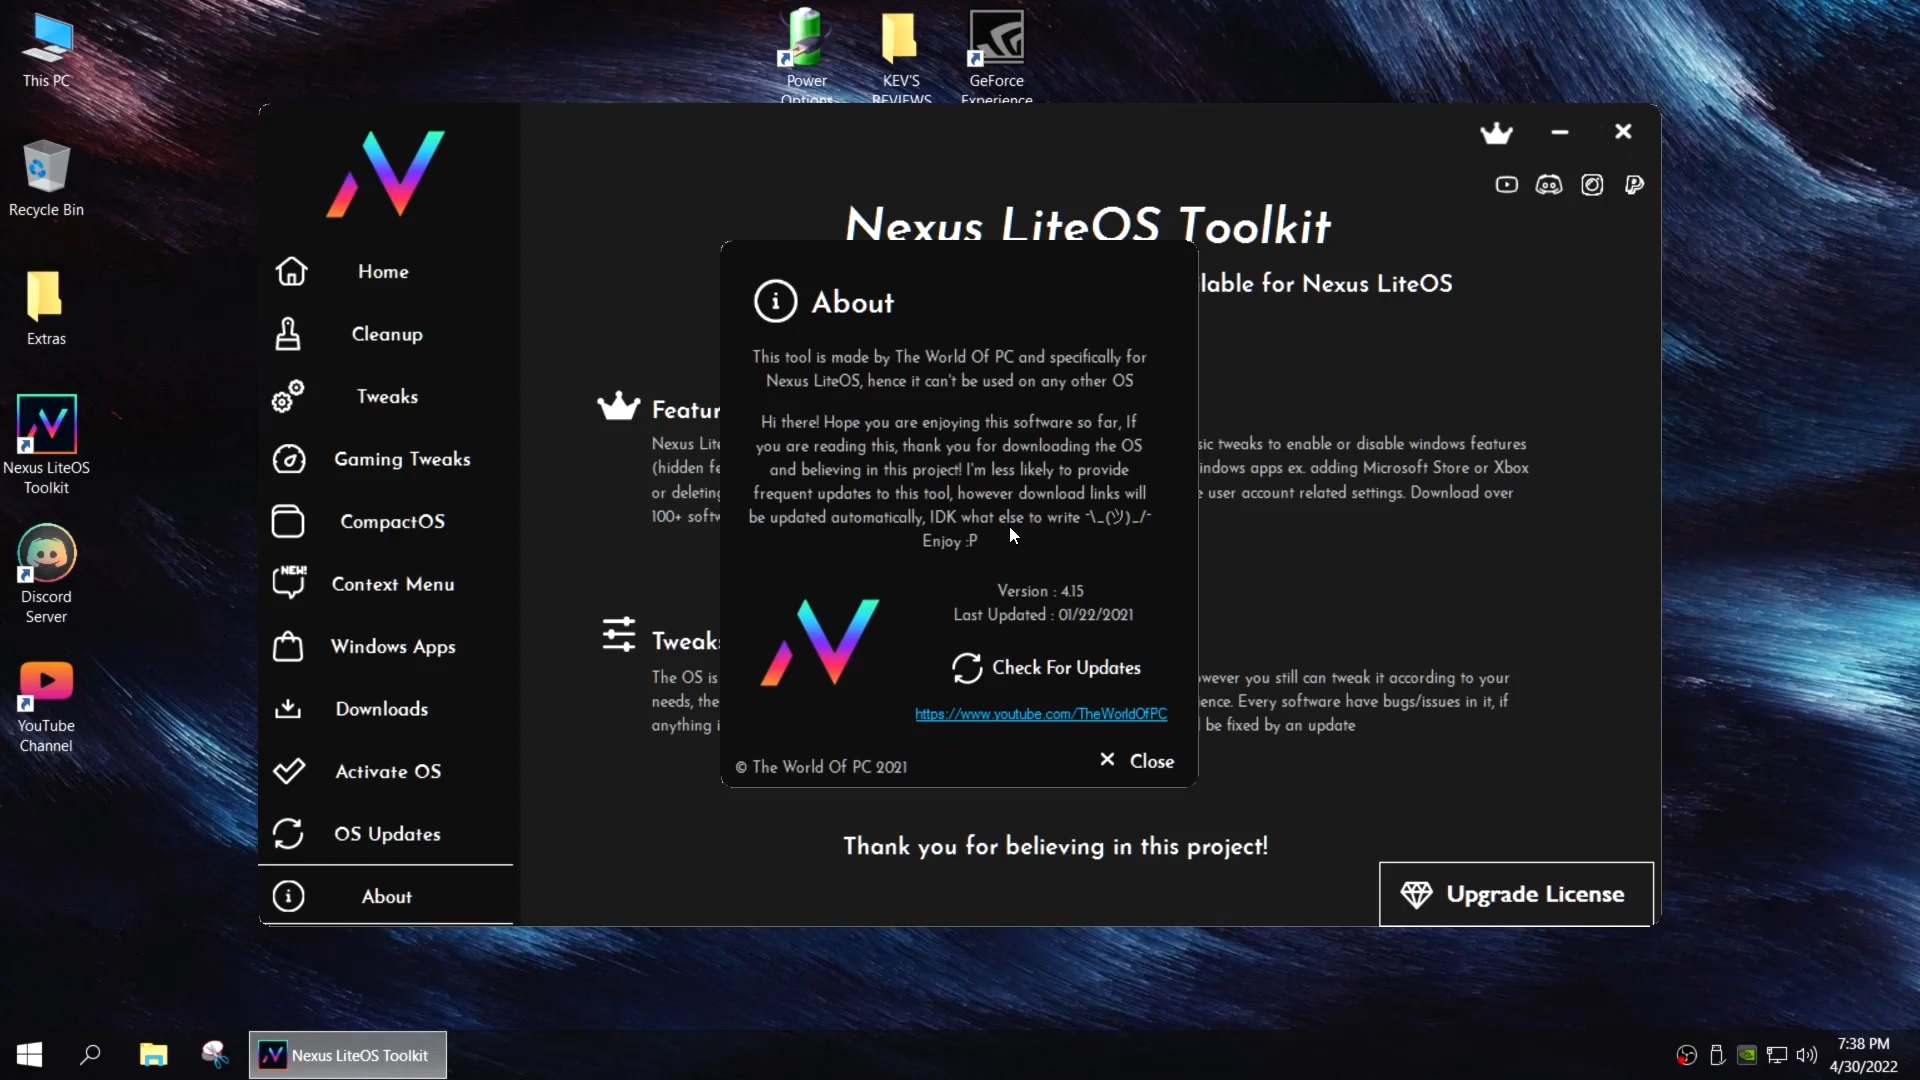 This PC
Recycle Bin
Extras
Nexus LiteOS
Toolkit
Discord
Server
YouTube
Channel
Power
Options
KEV'S
REVIEWS
GeForce
Experience
Home
Cleanup
Tweaks
Gaming Tweaks
CompactOS
NEW!
Context Menu
Windows Apps
Downloads
Activate OS
OS Updates
About
Nexus LiteOS Toolkit
lable for Nexus LiteOS
Featur
Nexus Lite
sic tweaks to enable or disable windows features
(hidden fe
indows apps ex. adding Microsoft Store or Xbox
or deleting
e user account related settings. Download over
100+ softw
Tweaks
The OS is
owever you still can tweak it according to your
needs, the
ience. Every software have bugs/issues in it, if
anything i
be fixed by an update
Thank you for believing in this project!
Upgrade License
About
This tool is made by The World Of PC and specifically for
Nexus LiteOS, hence it can't be used on any other OS
Hi there! Hope you are enjoying this software so far, If
you are reading this, thank you for downloading the OS
and believing in this project! I'm less likely to provide
frequent updates to this tool, however download links will
be updated automatically, IDK what else to write -\_(ツ)_/-
Enjoy :P
Version : 4.15
Last Updated : 01/22/2021
Check For Updates
https://www.youtube.com/TheWorldOfPC
Close
© The World Of PC 2021
Nexus LiteOS Toolkit
7:38 PM
4/30/2022